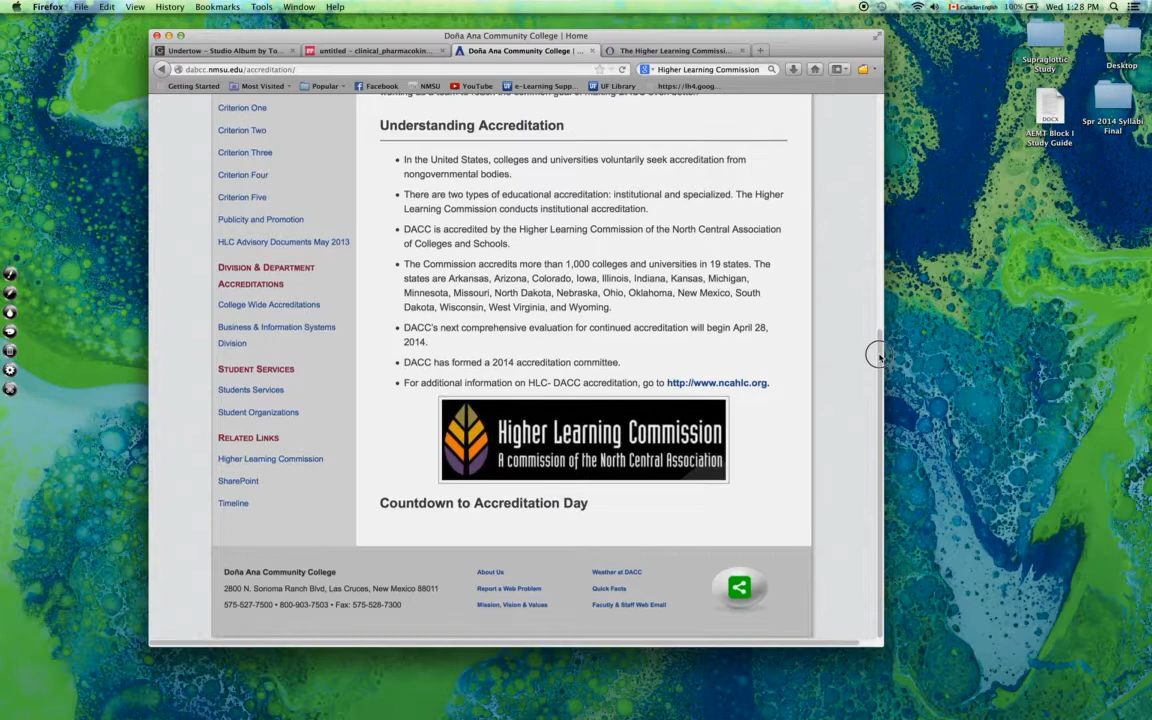 Firefox File Edit View History Bookmarks Tools Window Help
Canadian English 100% Wed 1:28 PM
Doña Ana Community College | Home
Undertow – Studio Album by To...
untitled – clinical_pharmacokin...
Doña Ana Community College | ...
The Higher Learning Commissi...
dabcc.nmsu.edu/accreditation/
Higher Learning Commission
Getting Started Most Visited Popular Facebook NMSU YouTube e-Learning Supp... UF Library https://lh4.goog...
Supraglottic
Study
Desktop
DOCX
AEMT Block I
Study Guide
Spr 2014 Syllabi
Final
Criterion One
Criterion Two
Criterion Three
Criterion Four
Criterion Five
Publicity and Promotion
HLC Advisory Documents May 2013
DIVISION & DEPARTMENT
ACCREDITATIONS
College Wide Accreditations
Business & Information Systems
Division
STUDENT SERVICES
Students Services
Student Organizations
RELATED LINKS
Higher Learning Commission
SharePoint
Timeline
Understanding Accreditation
• In the United States, colleges and universities voluntarily seek accreditation from
nongovernmental bodies.
• There are two types of educational accreditation: institutional and specialized. The Higher
Learning Commission conducts institutional accreditation.
• DACC is accredited by the Higher Learning Commission of the North Central Association
of Colleges and Schools.
• The Commission accredits more than 1,000 colleges and universities in 19 states. The
states are Arkansas, Arizona, Colorado, Iowa, Illinois, Indiana, Kansas, Michigan,
Minnesota, Missouri, North Dakota, Nebraska, Ohio, Oklahoma, New Mexico, South
Dakota, Wisconsin, West Virginia, and Wyoming.
• DACC's next comprehensive evaluation for continued accreditation will begin April 28,
2014.
• DACC has formed a 2014 accreditation committee.
• For additional information on HLC- DACC accreditation, go to http://www.ncahlc.org.
Higher Learning Commission
A commission of the North Central Association
Countdown to Accreditation Day
Doña Ana Community College
2800 N. Sonoma Ranch Blvd, Las Cruces, New Mexico 88011
575-527-7500 • 800-903-7503 • Fax: 575-528-7300
About Us
Report a Web Problem
Mission, Vision & Values
Weather at DACC
Quick Facts
Faculty & Staff Web Email